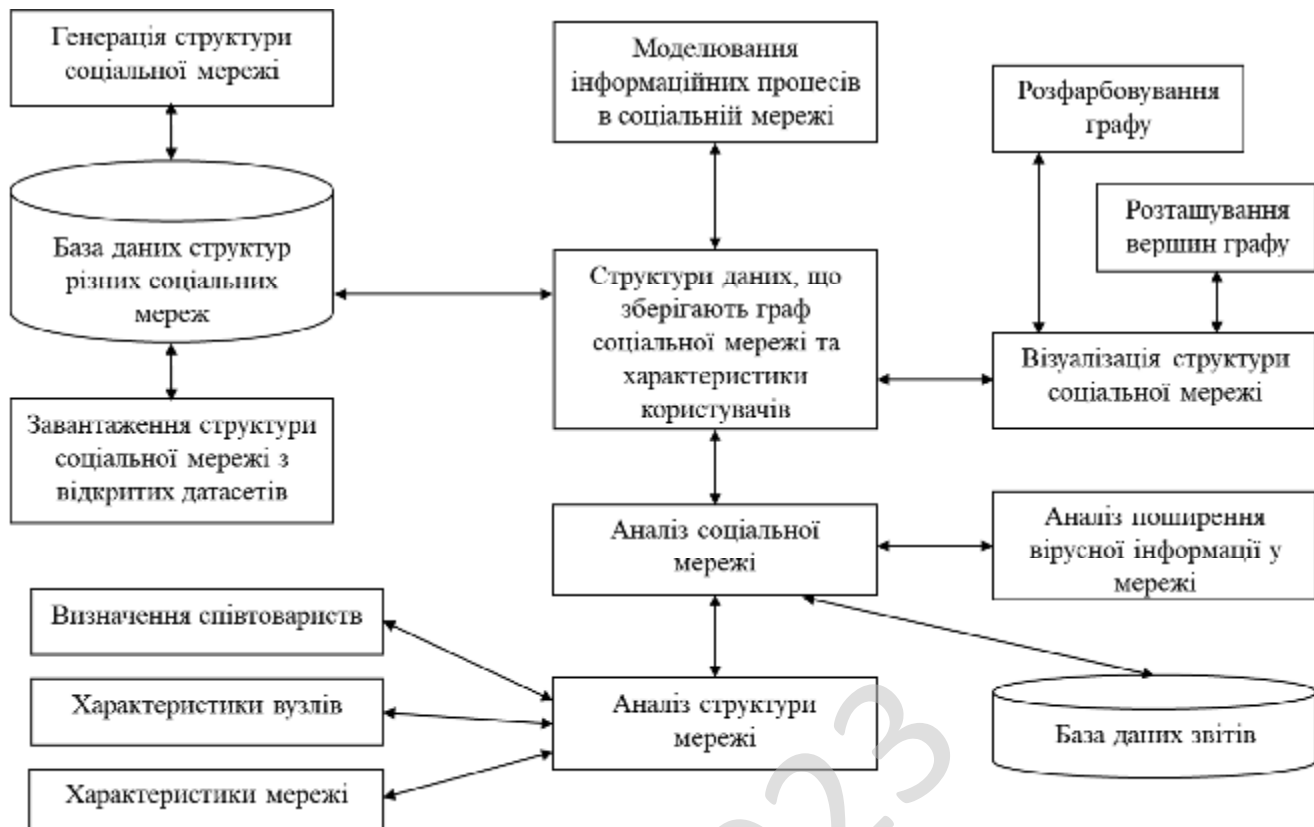 Генерація структури
соціальної мережі
Моделювання
інформаційних процесів
в соціальній мережі
Розфарбовування
графу
Розташування
вершин графу
База даних структур
різних соціальних
мереж
Структури даних, що
зберігають граф
соціальної мережі та
характеристики
користувачів
Візуалізація структури
соціальної мережі
Завантаження структури
соціальної мережі з
відкритих датасетів
Аналіз соціальної
мережі
Аналіз поширення
вірусної інформації у
мережі
Визначення співтовариств
Характеристики вузлів
Характеристики мережі
Аналіз структури
мережі
База даних звітів
23